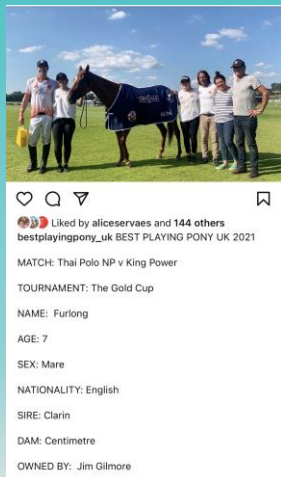 Liked by aliceservaes and 144 others
bestplayingpony_uk BEST PLAYING PONY UK 2021
MATCH: Thai Polo NP v King Power
TOURNAMENT: The Gold Cup
NAME: Furlong
AGE: 7
SEX: Mare
NATIONALITY: English
SIRE: Clarin
DAM: Centimetre
OWNED BY: Jim Gilmore